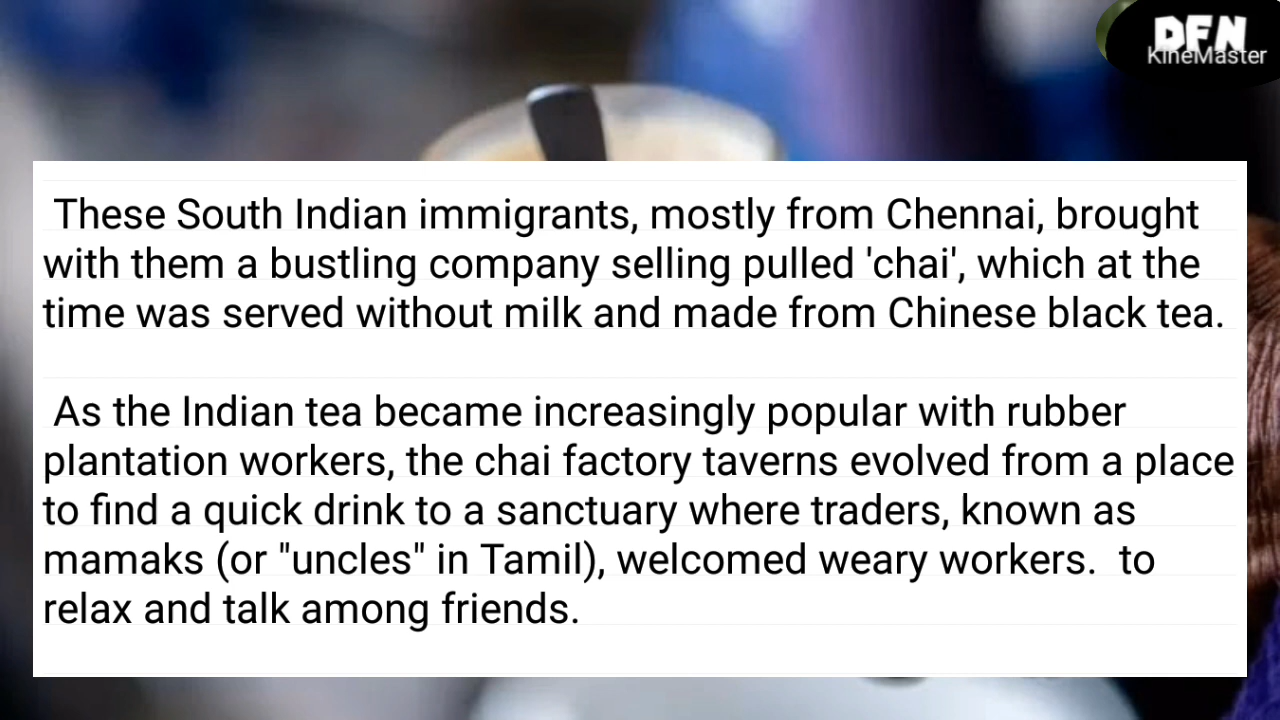 DFN
KineMaster
These South Indian immigrants, mostly from Chennai, brought
with them a bustling company selling pulled 'chai', which at the
time was served without milk and made from Chinese black tea.
As the Indian tea became increasingly popular with rubber
plantation workers, the chai factory taverns evolved from a place
to find a quick drink to a sanctuary where traders, known as
mamaks (or "uncles" in Tamil), welcomed weary workers.  to
relax and talk among friends.